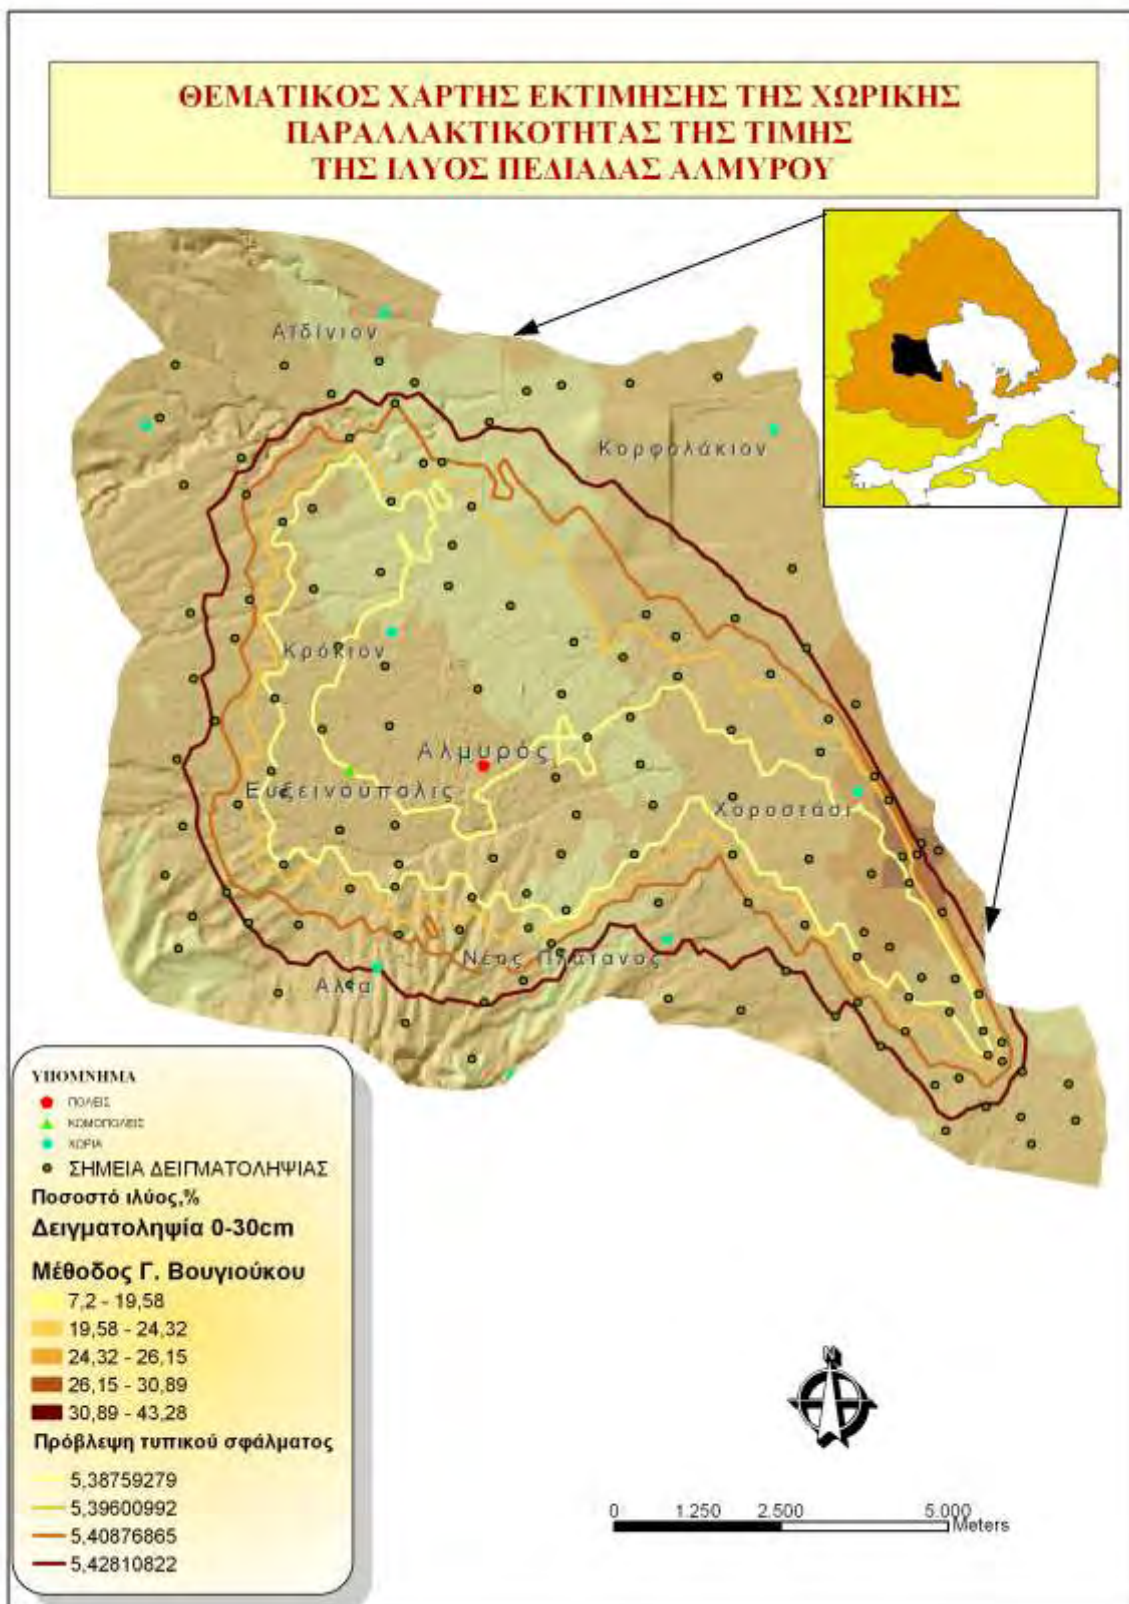 ΘΕΜΑΤΙΚΟΣ ΧΑΡΤΗΣ ΕΚΤΙΜΗΣΗΣ ΤΗΣ ΧΩΡΙΚΗΣ
ΠΑΡΑΛΛΑΚΤΙΚΟΤΗΤΑΣ ΤΗΣ ΤΙΜΗΣ
ΤΗΣ ΙΛΥΟΣ ΠΕΔΙΑΔΑΣ ΑΛΜΥΡΟΥ
Αϊδίνιον
Κορφολάκιον
Κρόκιον
Αλμυρός
Ευξεινούπολις
Χοροστάσι
Νέος Πλάτανος
Αλία
ΥΠΟΜΝΗΜΑ
ΠΟΛΕΙΣ
ΚΩΜΟΠΟΛΕΙΣ
ΧΩΡΙΑ
ΣΗΜΕΙΑ ΔΕΙΓΜΑΤΟΛΗΨΙΑΣ
Ποσοστό ιλύος,%
Δειγματοληψία 0-30cm
Μέθοδος Γ. Βουγιούκου
7,2 - 19,58
19,58 - 24,32
24,32 - 26,15
26,15 - 30,89
30,89 - 43,28
Πρόβλεψη τυπικού σφάλματος
5,38759279
5,39600992
5,40876865
5,42810822
N
0 1.250 2.500 5.000
Meters